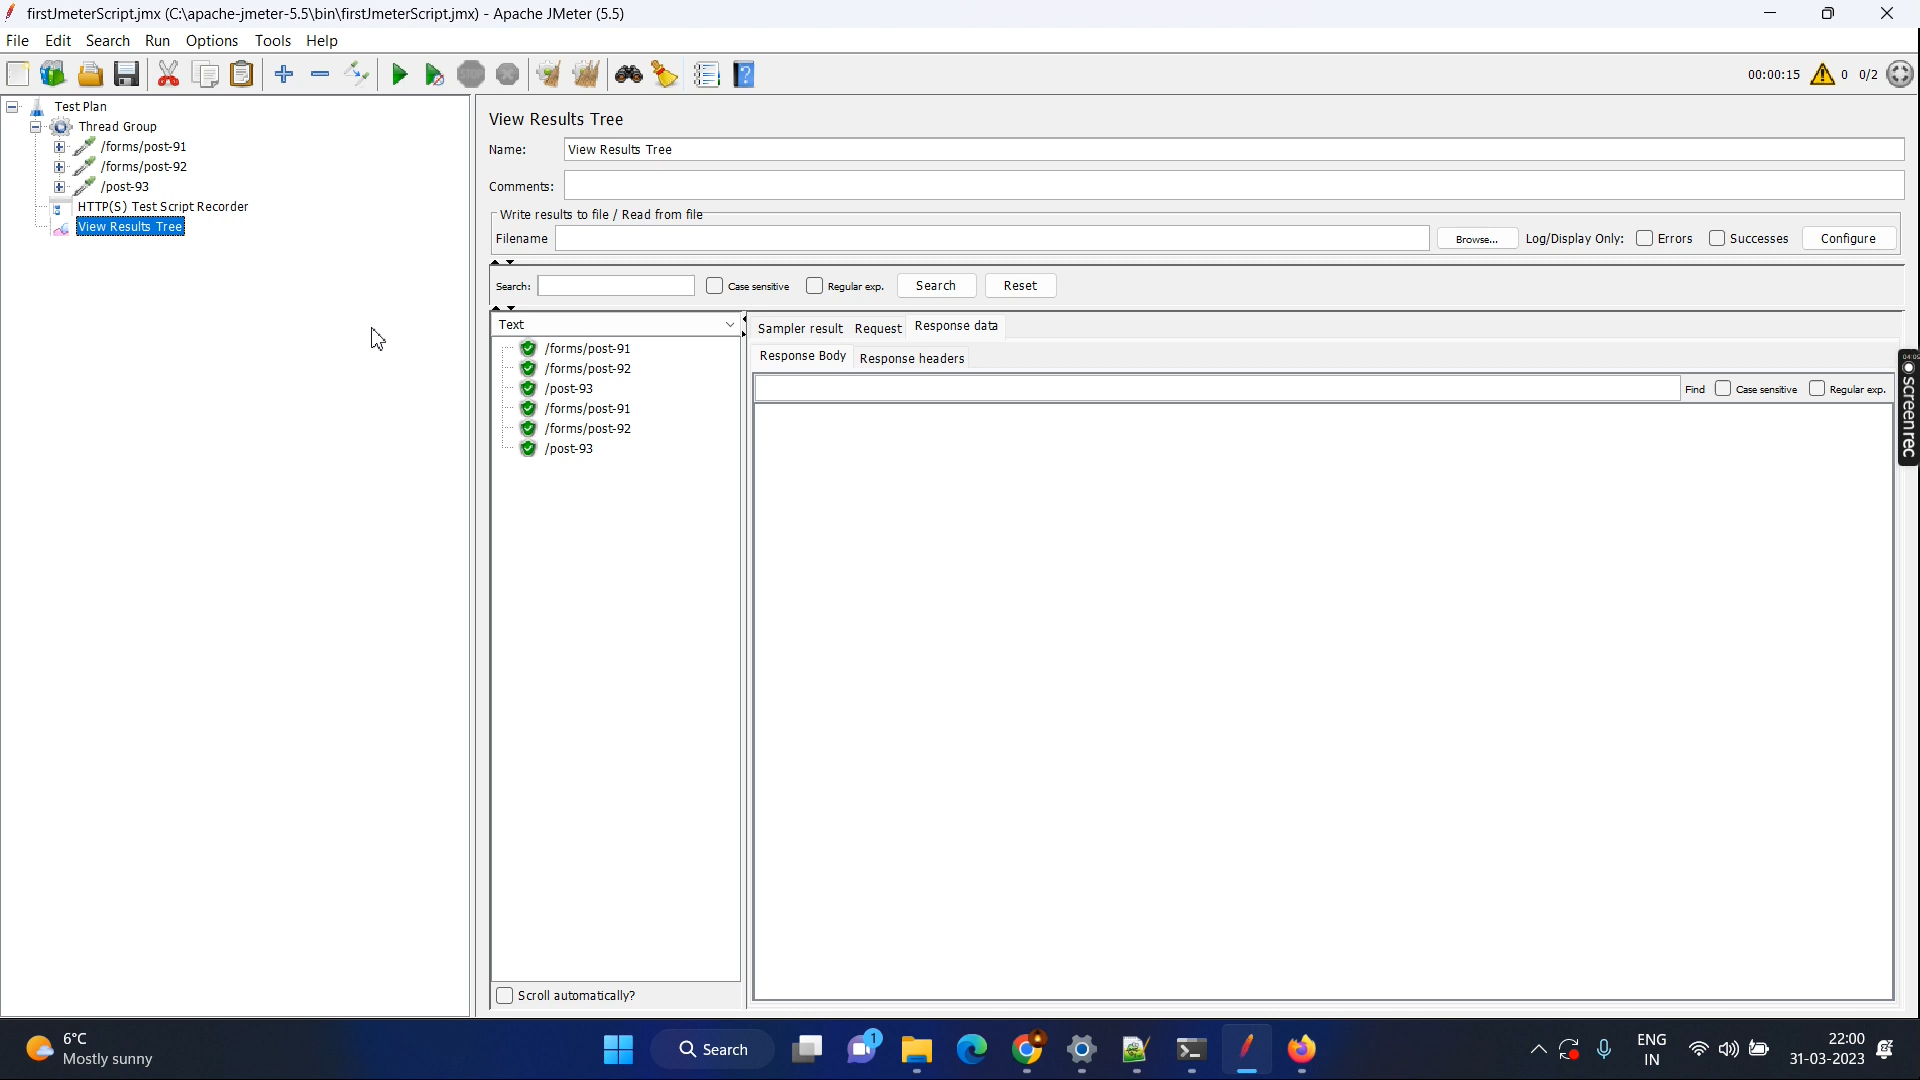 firstJmeterScript.jmx (C:\apache-jmeter-5.5\bin\firstJmeterScript.jmx) - Apache JMeter (5.5)
File Edit Search Run Options Tools Help
STOP
?
00:00:15 0 0/2
Test Plan
Thread Group
/forms/post-91
/forms/post-92
/post-93
HTTP(S) Test Script Recorder
View Results Tree
View Results Tree
Name: View Results Tree
Comments:
Write results to file / Read from file
Filename Browse... Log/Display Only: Errors Successes Configure
Search: Case sensitive Regular exp. Search Reset
Text
/forms/post-91
/forms/post-92
/post-93
/forms/post-91
/forms/post-92
/post-93
Scroll automatically?
Sampler result Request Response data
Response Body Response headers
Find Case sensitive Regular exp.
screenrec
6°C
Mostly sunny
Search
1
ENG
IN
22:00
31-03-2023